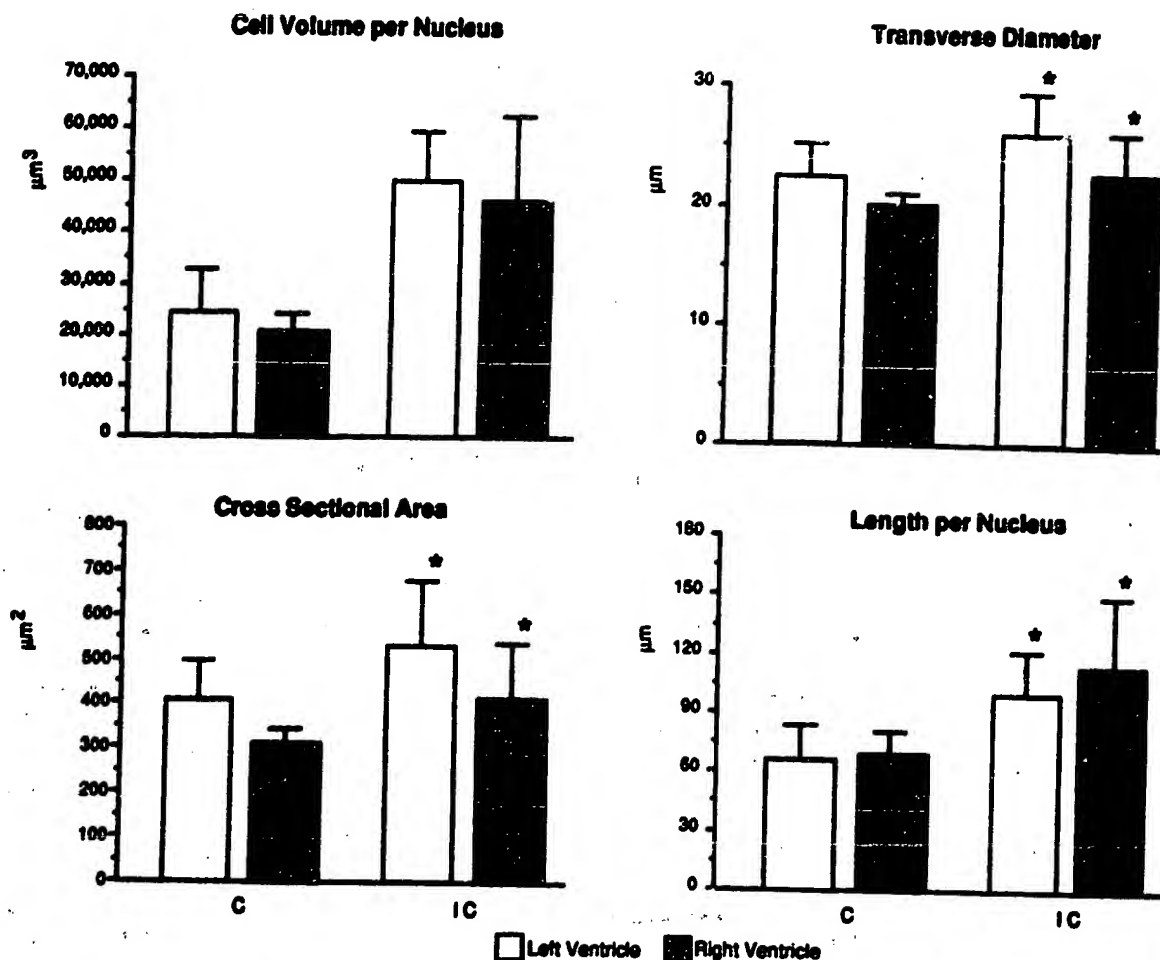 Cell Volume per Nucleus
70,000
60,000
50,000
40,000
30,000
20,000
10,000
0
µm³
Transverse Diameter
30
20
10
0
µm
*
*
Cross Sectional Area
800
700
600
500
400
300
200
100
0
µm²
*
*
C
IC
Length per Nucleus
180
150
120
90
60
30
0
µm
*
*
C
IC
Left Ventricle Right Ventricle